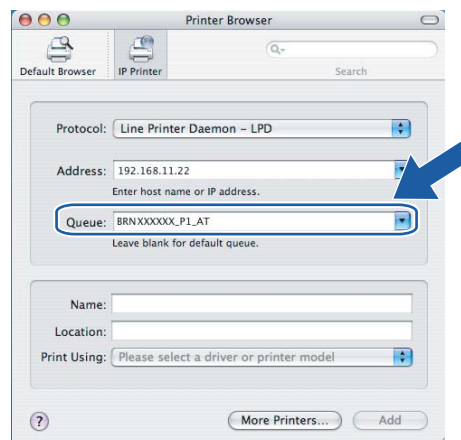 Printer Browser
Default Browser IP Printer Search
Protocol: Line Printer Daemon – LPD
Address: 192.168.11.22
Enter host name or IP address.
Queue: BRNXXXXXX_P1_AT
Leave blank for default queue.
Name:
Location:
Print Using: Please select a driver or printer model
? More Printers... Add